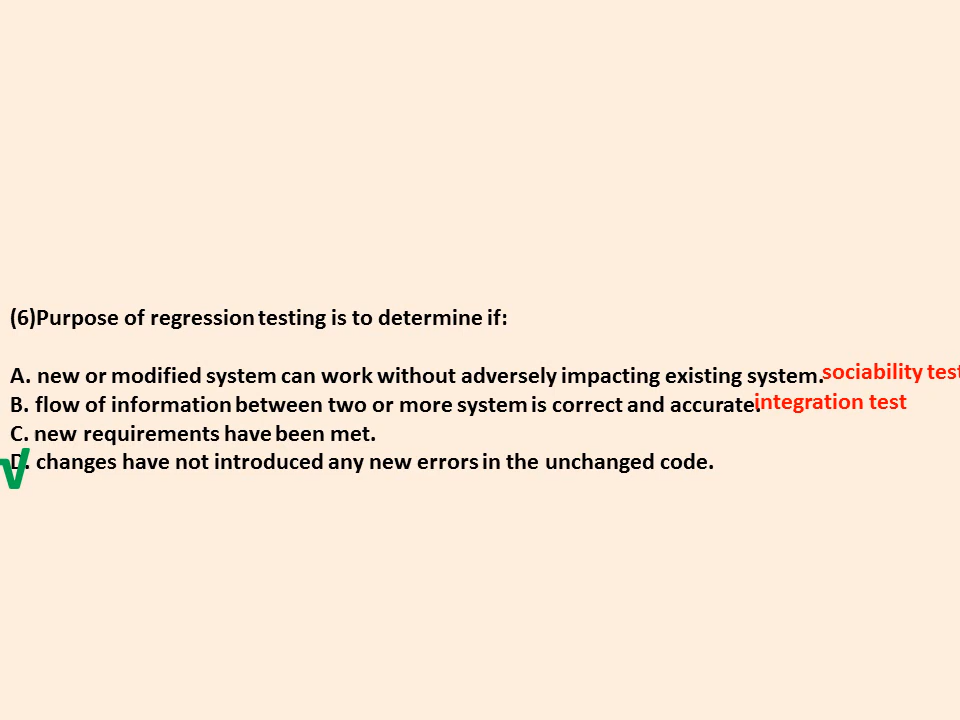 (6)Purpose of regression testing is to determine if:
A. new or modified system can work without adversely impacting existing system.sociability test
B. flow of information between two or more system is correct and accurate.integration test
C. new requirements have been met.
√D. changes have not introduced any new errors in the unchanged code.